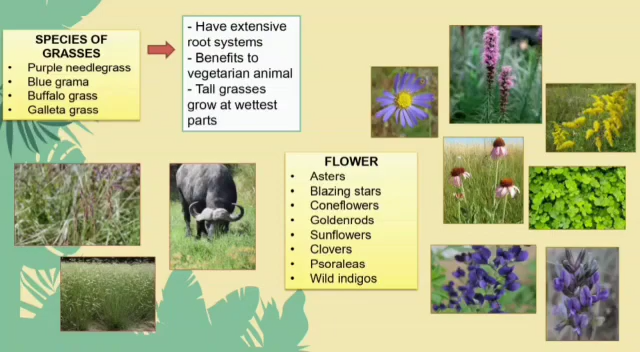 SPECIES OF
GRASSES
• Purple needlegrass
• Blue grama
• Buffalo grass
• Galleta grass
- Have extensive
root systems
- Benefits to
vegetarian animal
- Tall grasses
grow at wettest
parts
FLOWER
• Asters
• Blazing stars
• Coneflowers
• Goldenrods
• Sunflowers
• Clovers
• Psoraleas
• Wild indigos